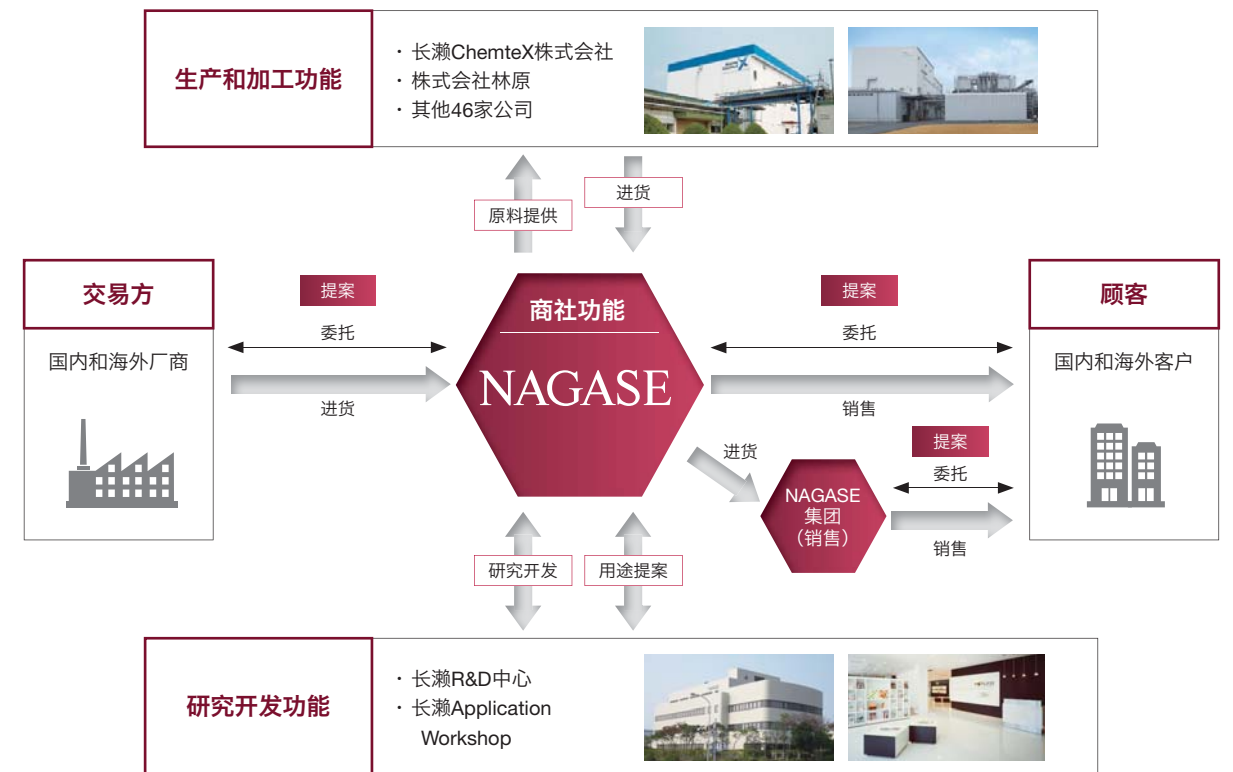 生产和加工功能
・长濑ChemteX株式会社
・株式会社林原
・其他46家公司
原料提供
进货
交易方
国内和海外厂商
提案
委托
进货
商社功能
NAGASE
提案
委托
销售
顾客
国内和海外客户
进货
NAGASE
集团
（销售）
提案
委托
销售
研究开发
用途提案
研究开发功能
・长濑R&D中心
・长濑Application
Workshop